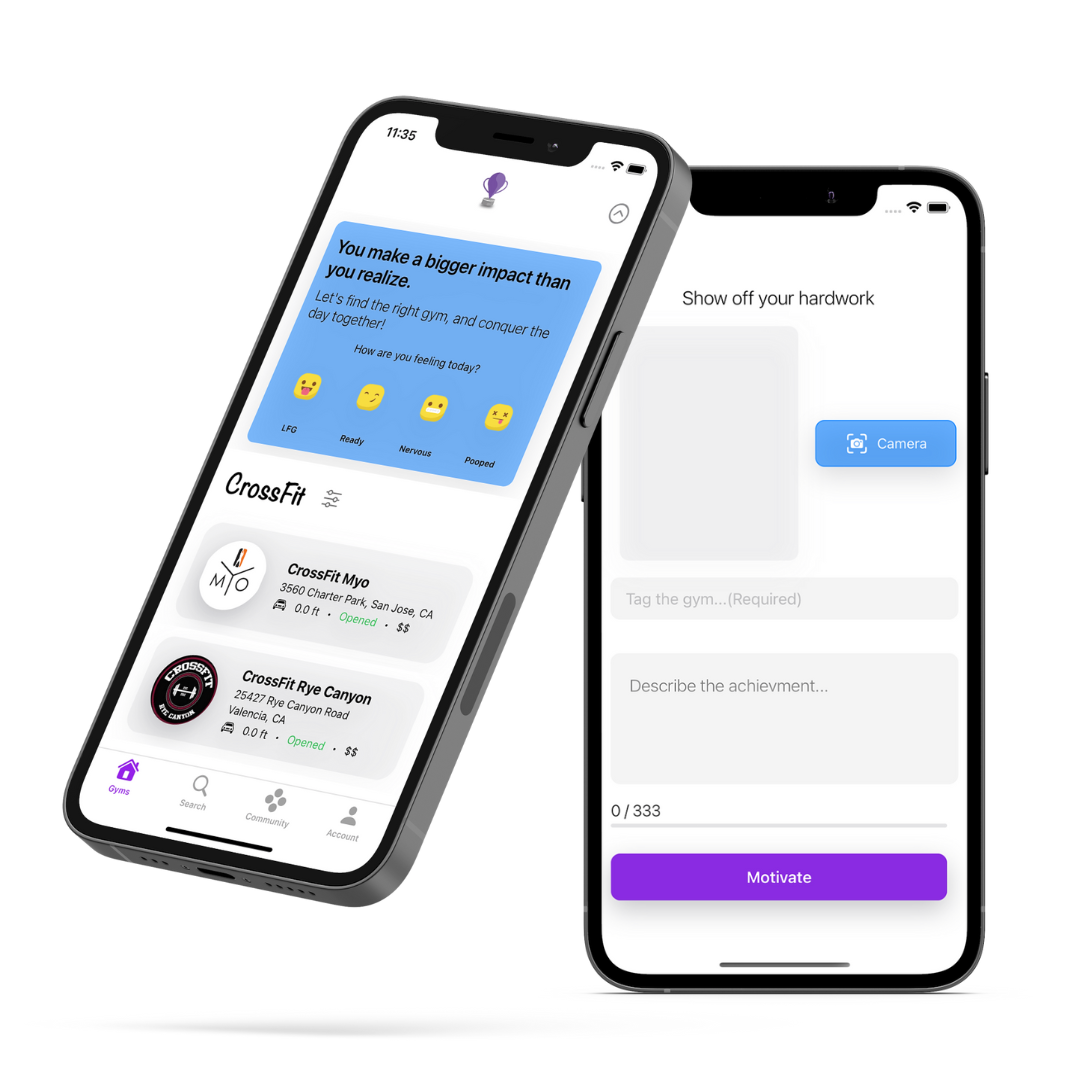 11:35
You make a bigger impact than
you realize.
Let's find the right gym, and conquer the
day together!
How are you feeling today?
LFG Ready Nervous Pooped
CrossFit
MYO
CrossFit Myo
3560 Charter Park, San Jose, CA
0.0 ft • Opened • $$
CROSSFIT
RYE CANYON
CrossFit Rye Canyon
25427 Rye Canyon Road
Valencia, CA
0.0 ft • Opened • $$
Gyms Search Community Account
Show off your hardwork
Camera
Tag the gym...(Required)
Describe the achievment...
0 / 333
Motivate